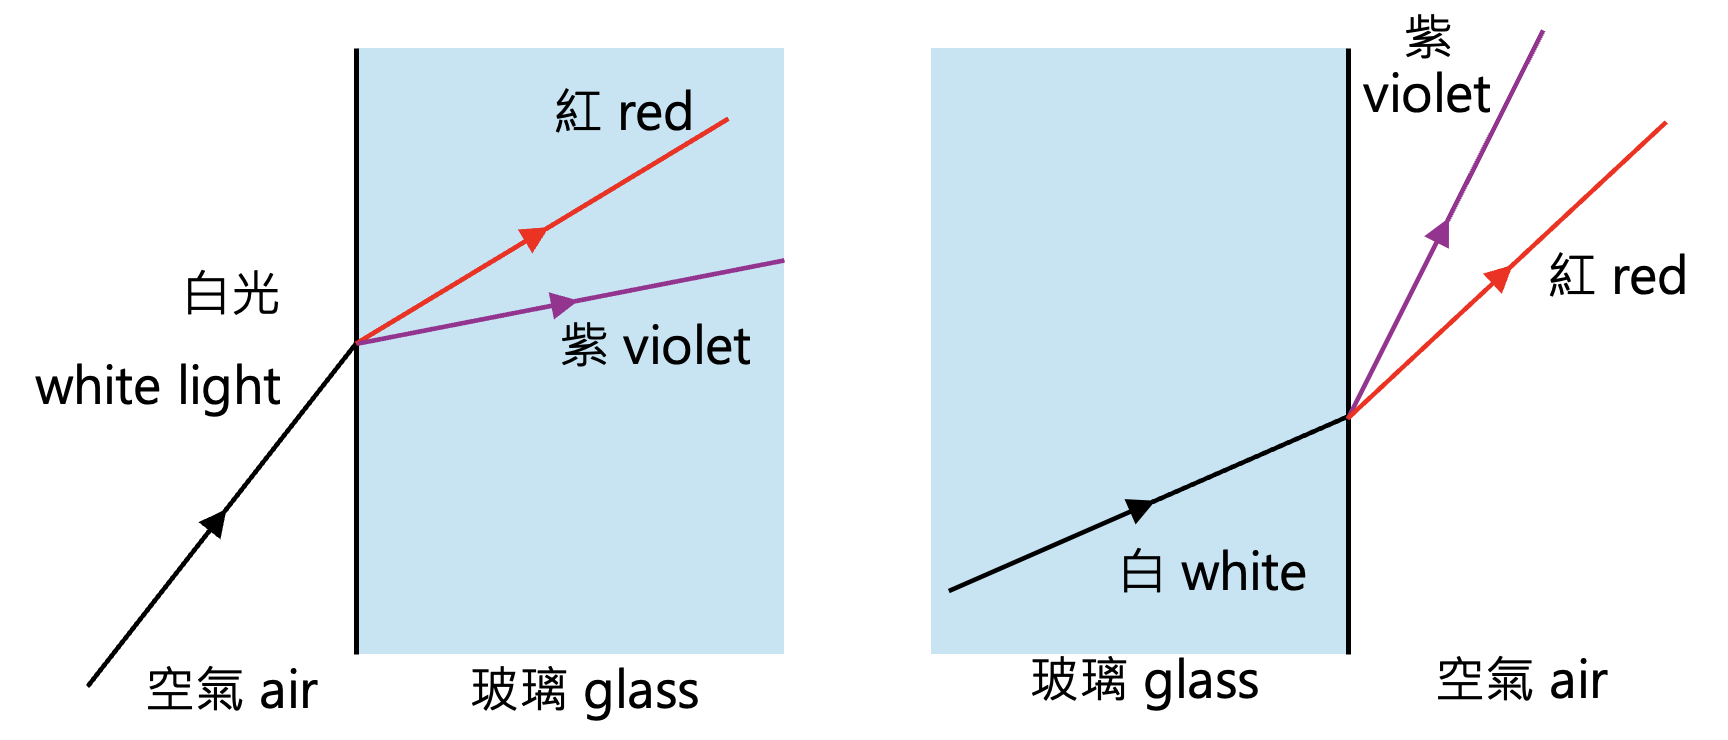 紅 red
白光
white light
紫 violet
空氣 air
玻璃 glass
紫
violet
紅 red
白 white
玻璃 glass
空氣 air